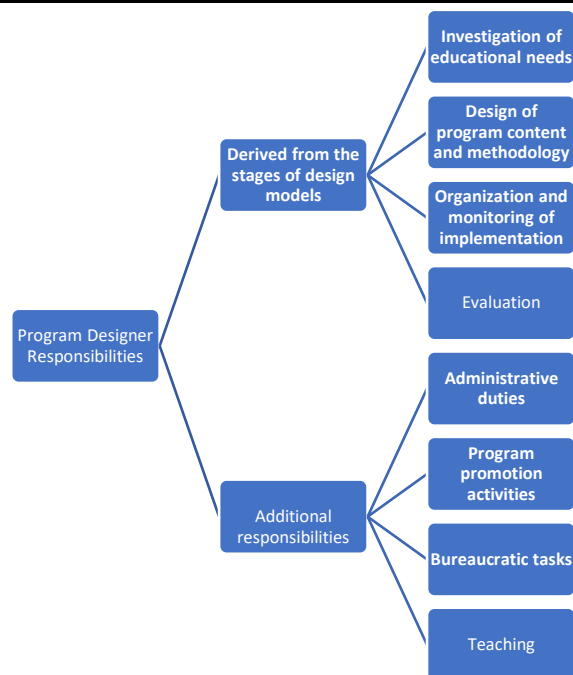 Program Designer
Responsibilities
Derived from the
stages of design
models
Investigation of
educational needs
Design of
program content
and methodology
Organization and
monitoring of
implementation
Evaluation
Additional
responsibilities
Administrative
duties
Program
promotion
activities
Bureaucratic tasks
Teaching